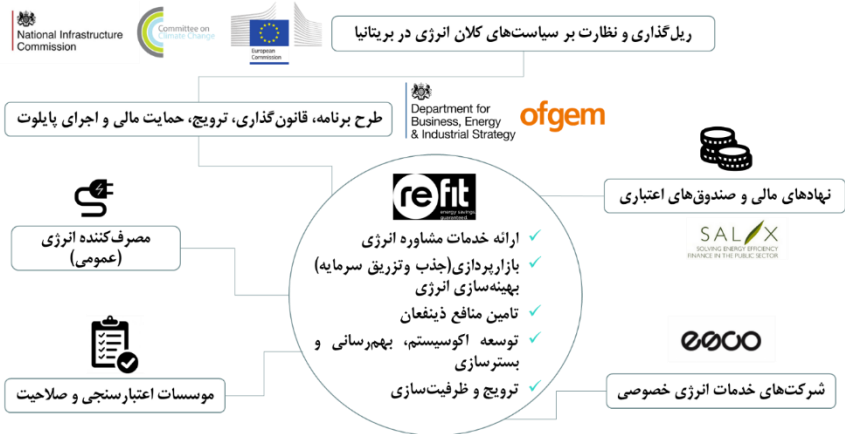 National Infrastructure
Commission
Committee on
Climate Change
European
Commission
ریل‌گذاری و نظارت بر سیاست‌های کلان انرژی در بریتانیا
Department for
Business, Energy
& Industrial Strategy
ofgem
طرح برنامه، قانون‌گذاری، ترویج، حمایت مالی و اجرای پایلوت
refit
energy savings
guaranteed
نهادهای مالی و صندوق‌های اعتباری
SALIX
SOLVING ENERGY EFFICIENCY
FINANCE IN THE PUBLIC SECTOR
مصرف‌کننده انرژی
(عمومی)
✓ ارائه خدمات مشاوره انرژی
✓ بازارپردازی(جذب وتزریق سرمایه)
بهینه‌سازی انرژی
✓ تامین منافع ذینفعان
✓ توسعه اکوسیستم، بهم‌رسانی و
بسترسازی
✓ ترویج و ظرفیت‌سازی
esco
شرکت‌های خدمات انرژی خصوصی
موسسات اعتبارسنجی و صلاحیت